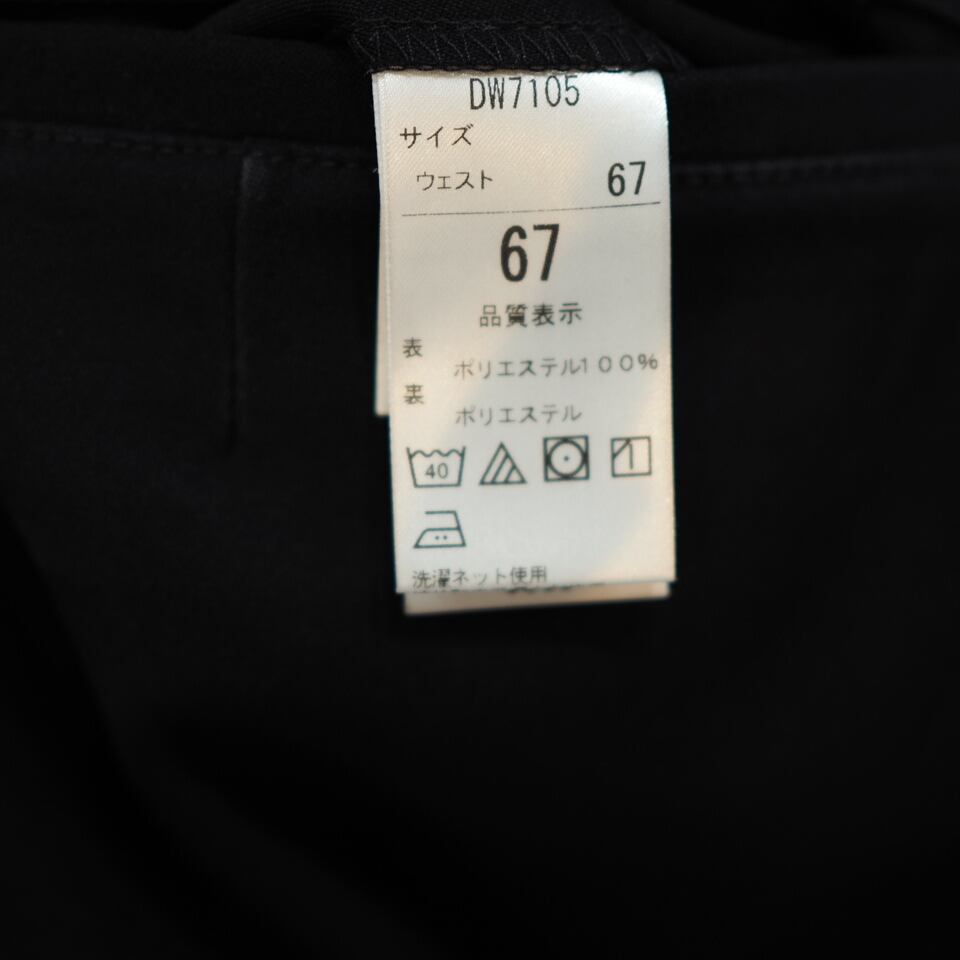 DW7105
サイズ
ウェスト 67
67
品質表示
表
ポリエステル100%
裏
ポリエステル
40
洗濯ネット使用